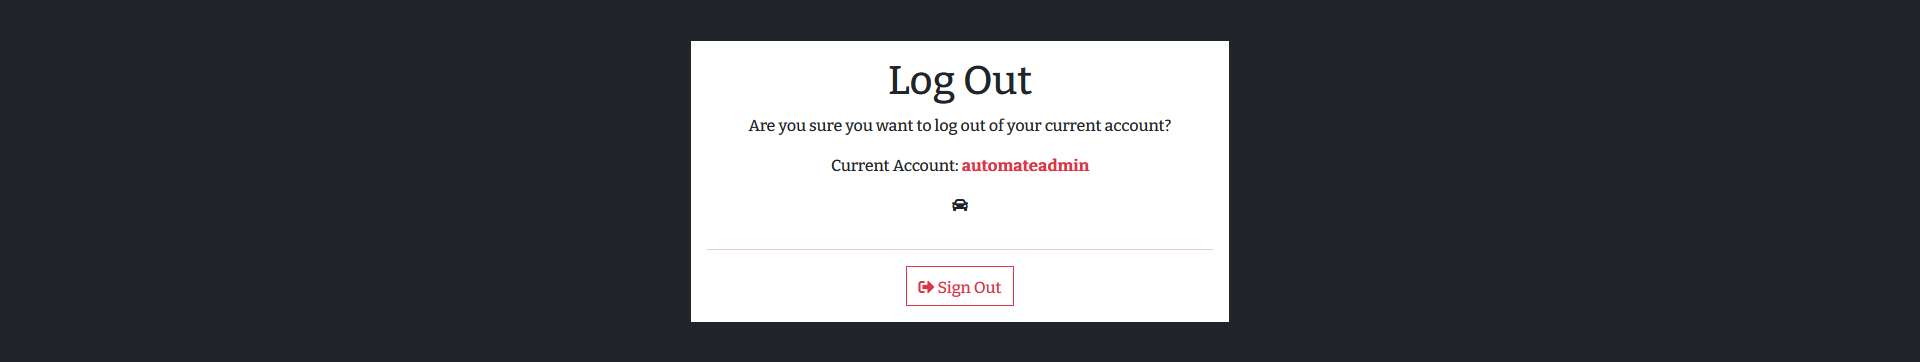 Log Out
Are you sure you want to log out of your current account?
Current Account: automateadmin
Sign Out